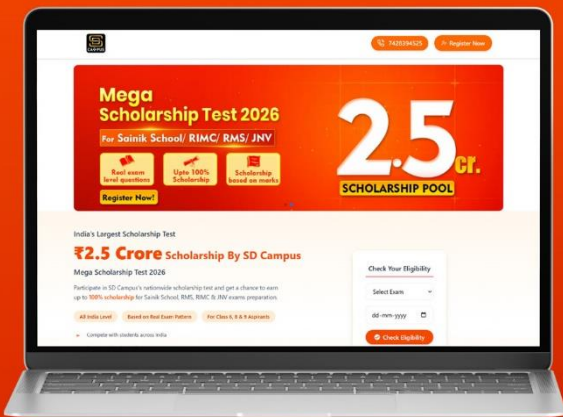 SD
CAMPUS
7428394525
Register Now
Mega
Scholarship Test 2026
For Sainik School/ RIMC/ RMS/ JNV
Real exam
level questions
Upto 100%
Scholarship
Scholarship
based on marks
Register Now!
2.5 cr.
SCHOLARSHIP POOL
India's Largest Scholarship Test
₹2.5 Crore Scholarship By SD Campus
Mega Scholarship Test 2026
Participate in SD Campus's nationwide scholarship test and get a chance to earn
up to 100% scholarship for Sainik School, RMS, RIMC & JNV exams preparation.
All India Level
Based on Real Exam Pattern
For Class 6, 8 & 9 Aspirants
Compete with students across India
Check Your Eligibility
Select Exam
dd-mm-yyyy
Check Eligibility